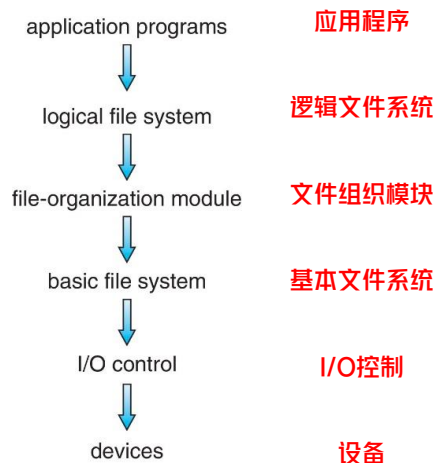 application programs
应用程序
logical file system
逻辑文件系统
file-organization module
文件组织模块
basic file system
基本文件系统
I/O control
I/O控制
devices
设备